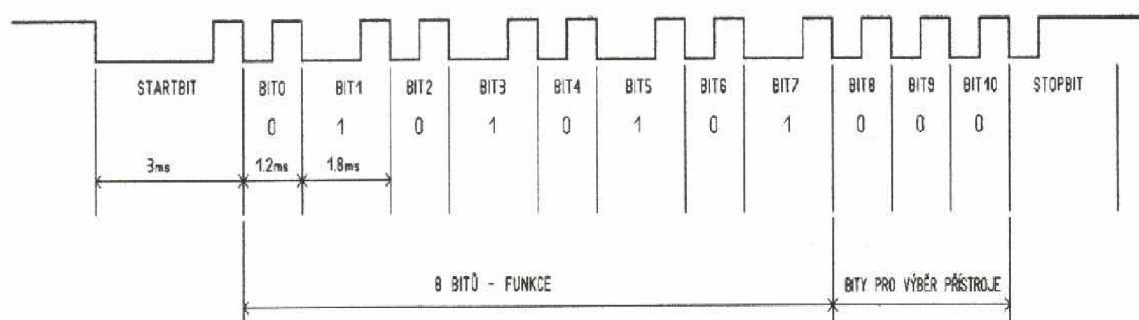 STARTBIT BIT0 BIT1 BIT2 BIT3 BIT4 BIT5 BIT6 BIT7 BIT8 BIT9 BIT10 STOPBIT
0 1 0 1 0 1 0 1 0 0 0
3ms 1.2ms 1.8ms
8 BITŮ - FUNKCE BITY PRO VÝBĚR PŘÍSTROJE